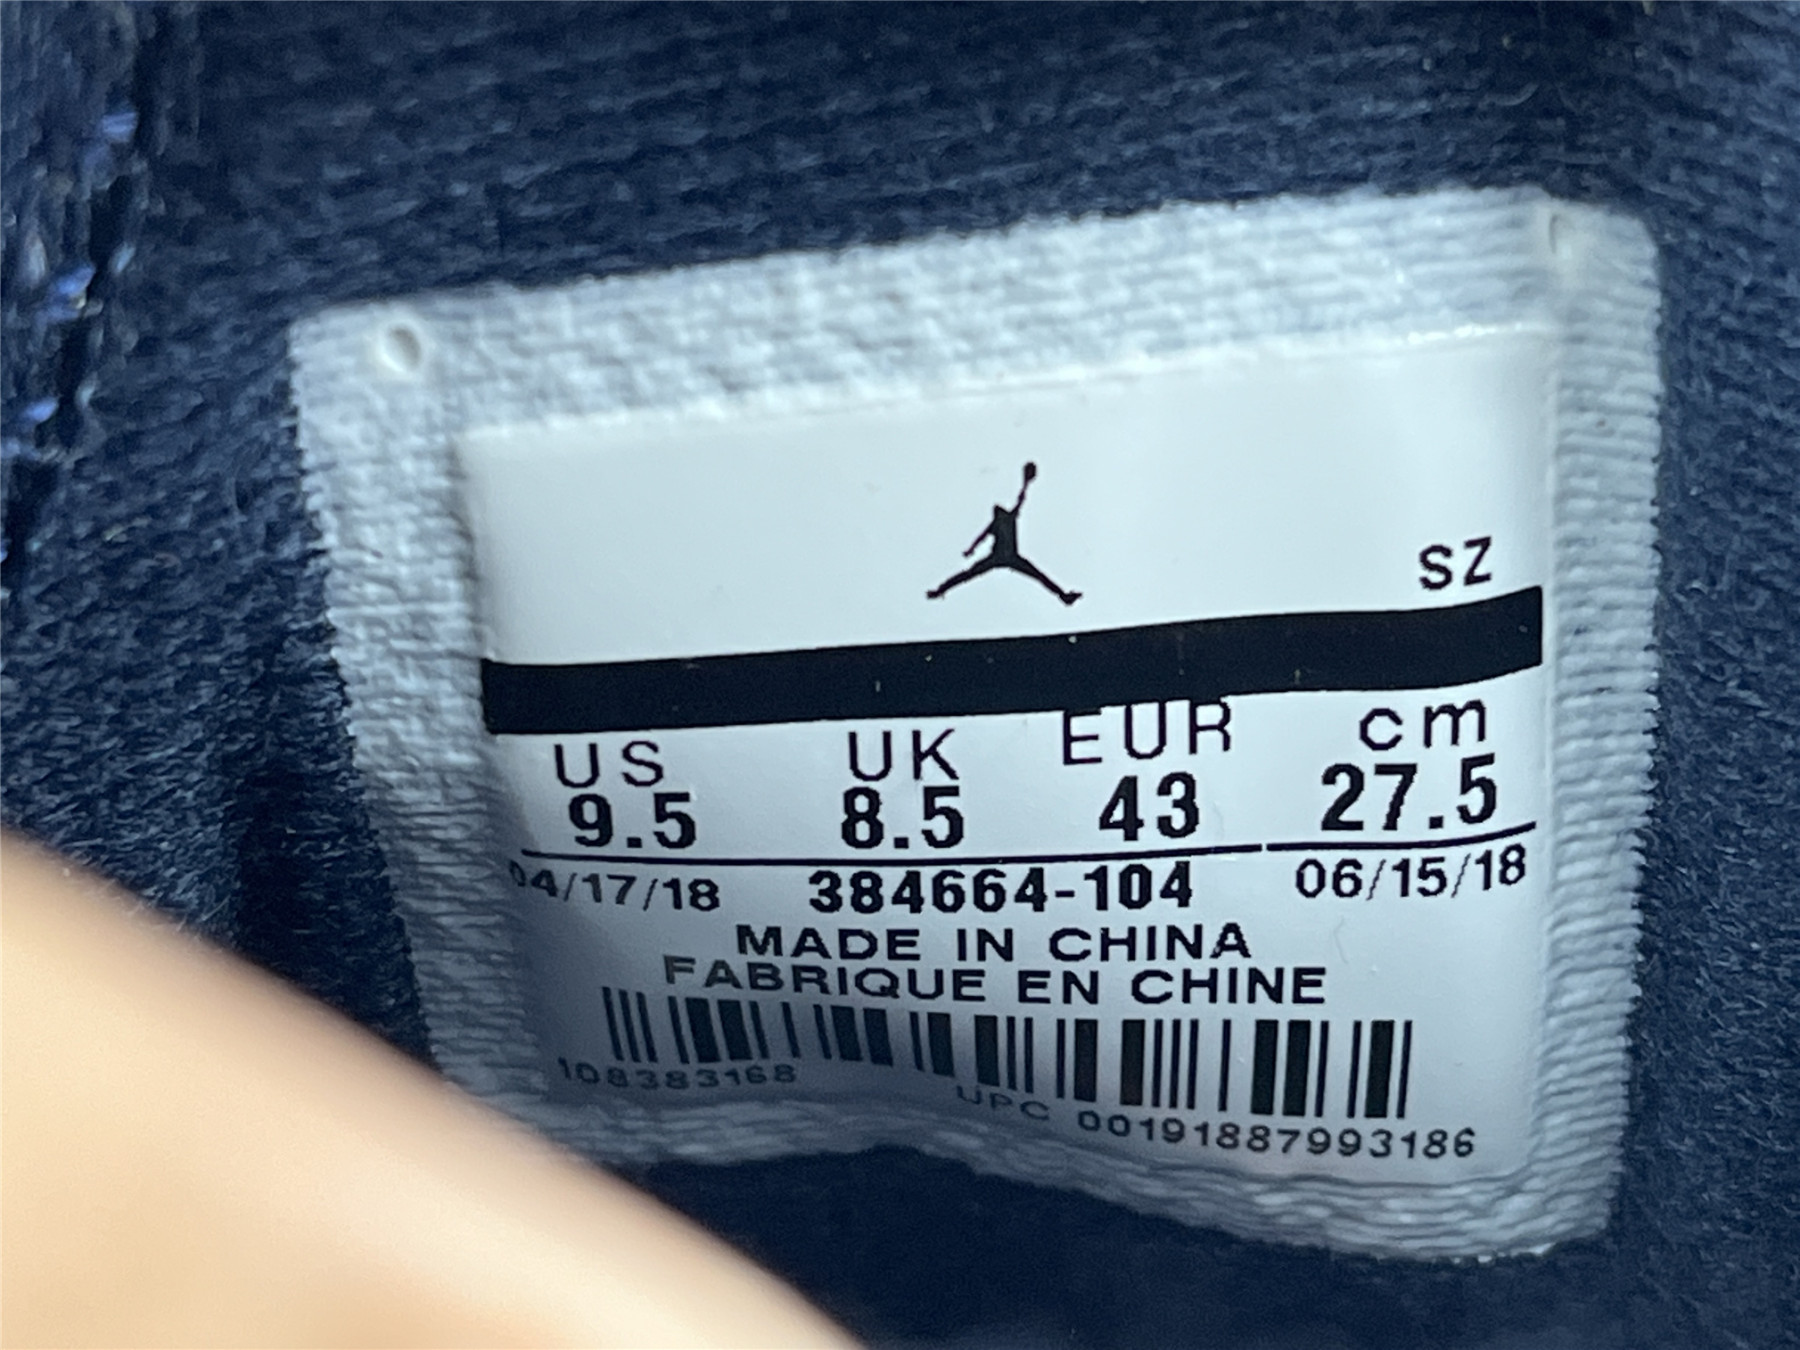 SZ
US UK EUR cm
9.5 8.5 43 27.5
04/17/18 384664-104 06/15/18
MADE IN CHINA
FABRIQUE EN CHINE
108383168
UPC 00191887993186